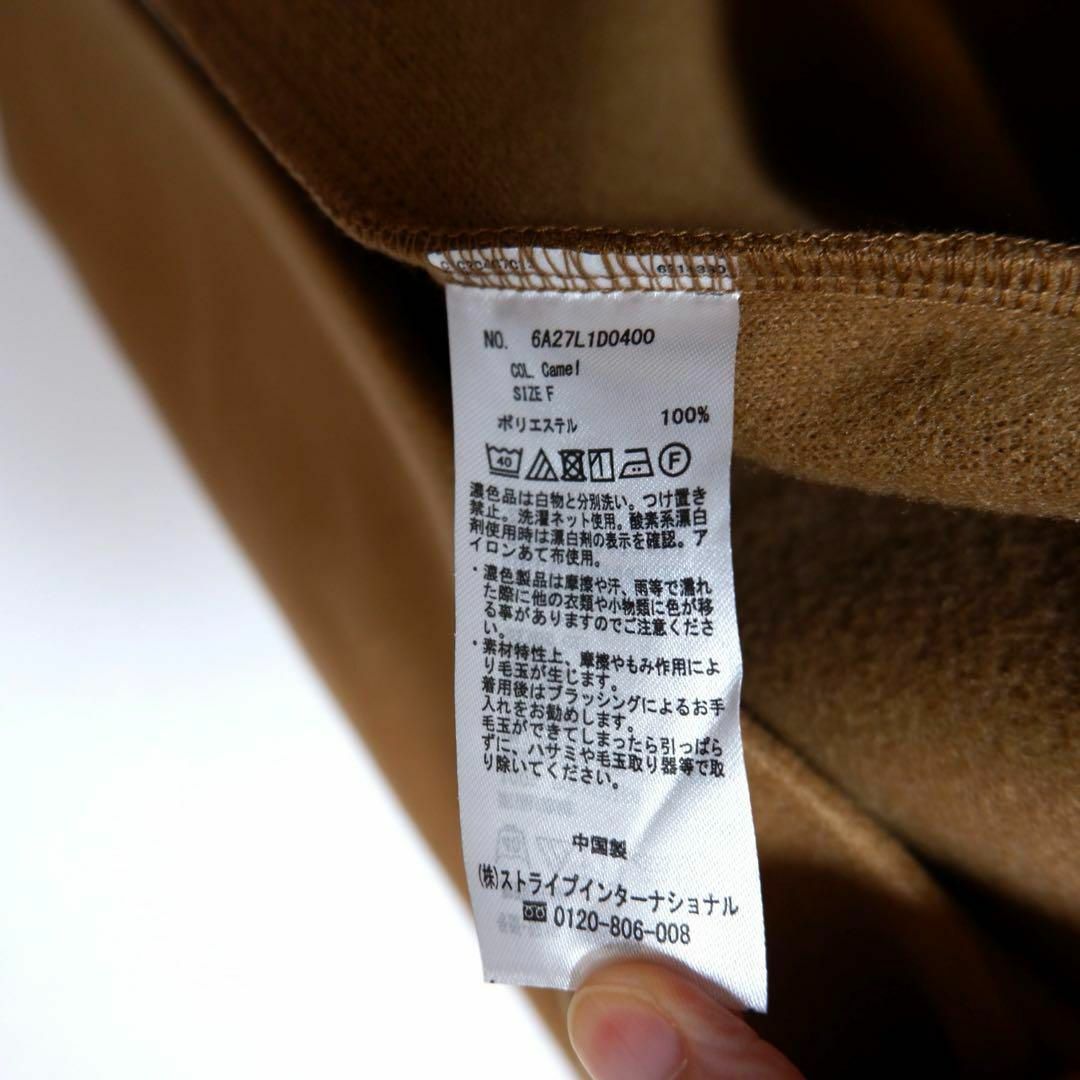 NO. 6A27L1D0400
COL. Camel
SIZE F
ポリエステル 100%
40 F
濃色品は白物と分別洗い。つけ置き
禁止。洗濯ネット使用。酸素系漂白
剤使用時は漂白剤の表示を確認。ア
イロンあて布使用。
・濃色製品は摩擦や汗、雨等で濡れ
た際に他の衣類や小物類に色が移
る事がありますのでご注意くださ
い。
・素材特性上、摩擦やもみ作用によ
り毛玉が生じます。
着用後はブラッシングによるお手
入れをお勧めします。
毛玉ができてしまったら引っぱら
ずに、ハサミや毛玉取り器等で取
り除いてください。
中国製
(株)ストライプインターナショナル
0120-806-008